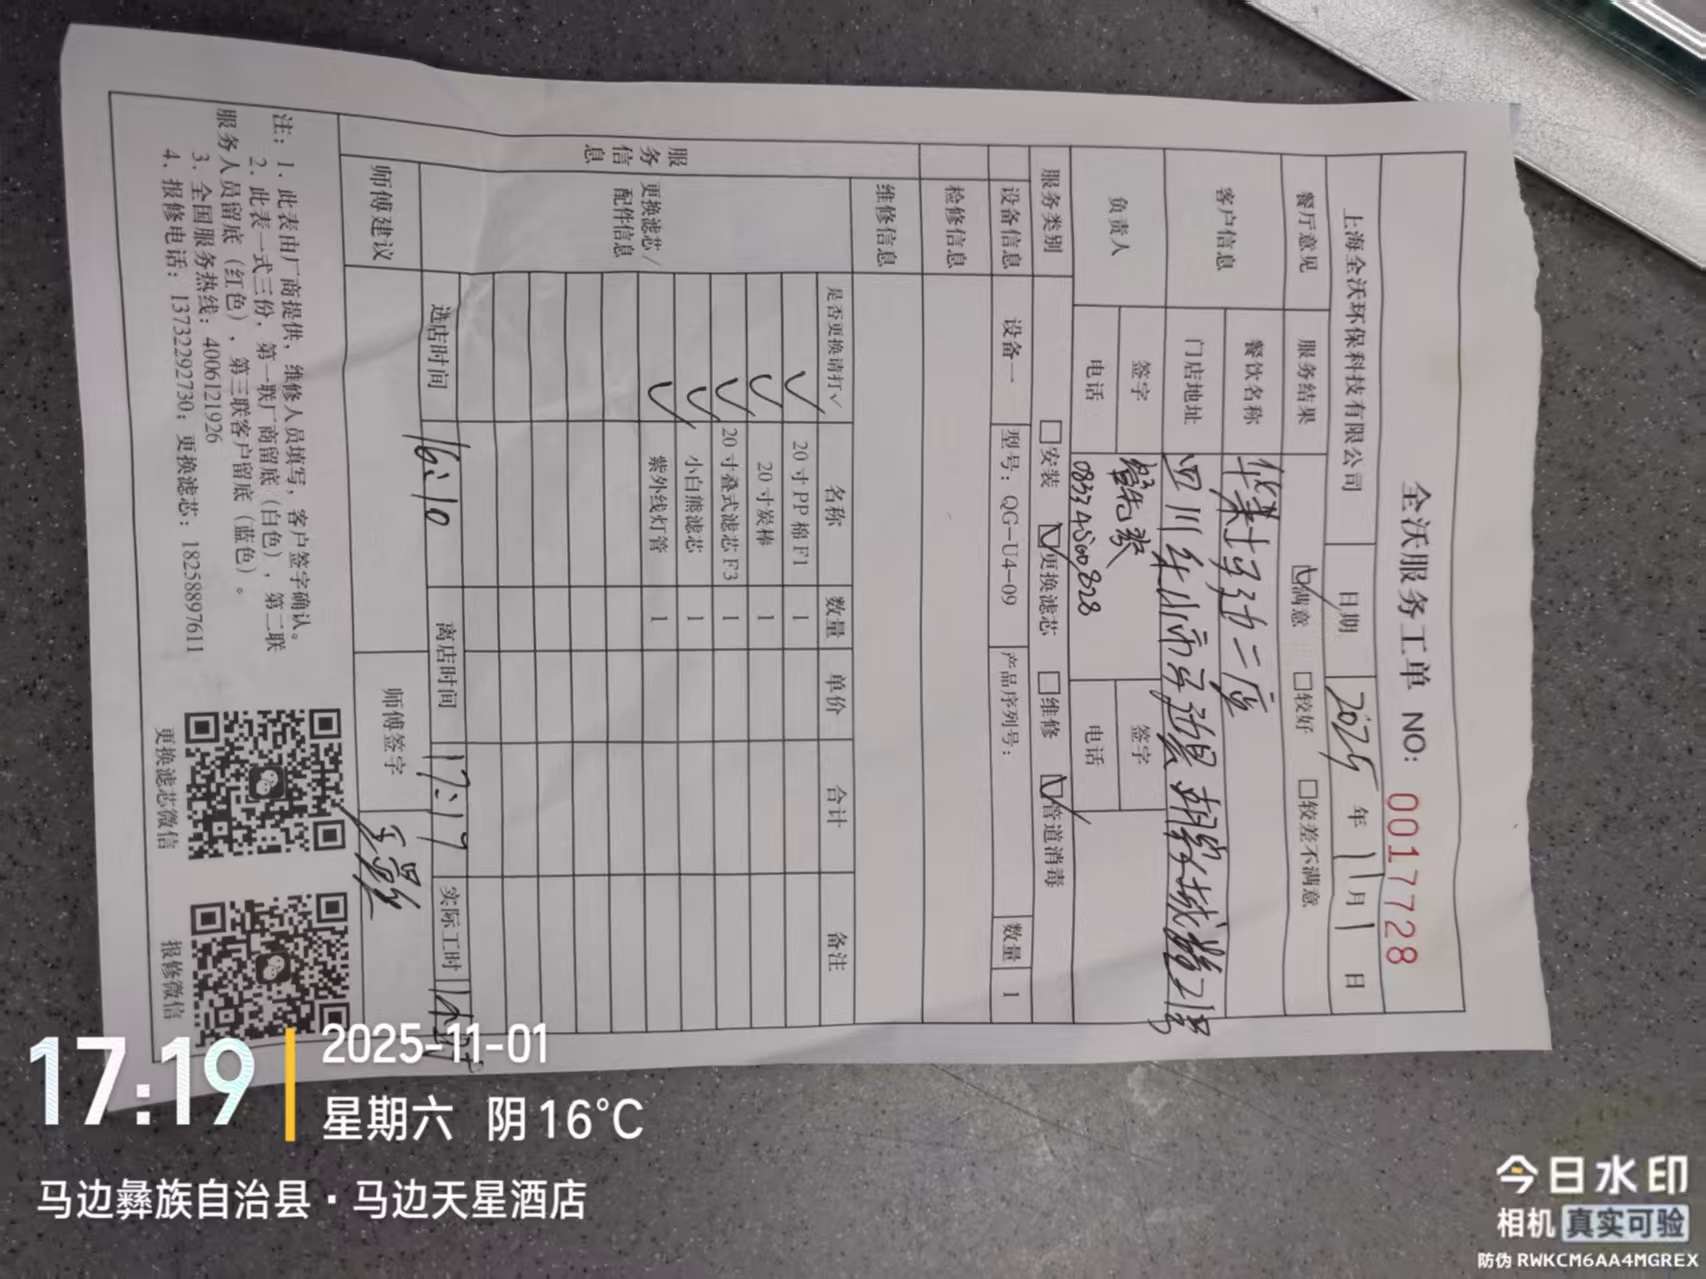 全沃服务工单 NO: 0017728
上海全沃环保科技有限公司 日期 2025 年 11 月 1 日
餐厅意见 服务结果 ☑满意 □较好 □较差不满意
客户信息 餐饮名称 华莱士马边二店
门店地址 四川乐山市马边县
负责人 签字 签字
电话 08334560828 电话
服务类别 □安装 ☑更换滤芯 □维修 ☑管道消毒
设备信息 设备一 型号：QG-U4-09 产品序列号： 数量 1
检修信息
维修信息
服务信息
更换滤芯/配件信息
是否更换请打√ 名称 数量 单价 合计 备注
✓ 20寸PP棉F1 1
✓ 20寸炭棒 1
✓ 20寸叠式滤芯F3 1
✓ 小白熊滤芯 1
✓ 紫外线灯管 1
进店时间 16:10 离店时间 17:17 实际工时
师傅建议 师傅签字
注：1. 此表由厂商提供，维修人员填写，客户签字确认。
2. 此表一式三份，第一联厂商留底（白色），第二联
服务人员留底（红色），第三联客户留底（蓝色）。
3. 全国服务热线：4006121926
4. 报修电话：13732292730；更换滤芯：18258897611
更换滤芯微信 报修微信
17:19
2025-11-01
星期六 阴 16°C
马边彝族自治县·马边天星酒店
今日水印
相机 真实可验
防伪 RWKCM6AA4MGREX